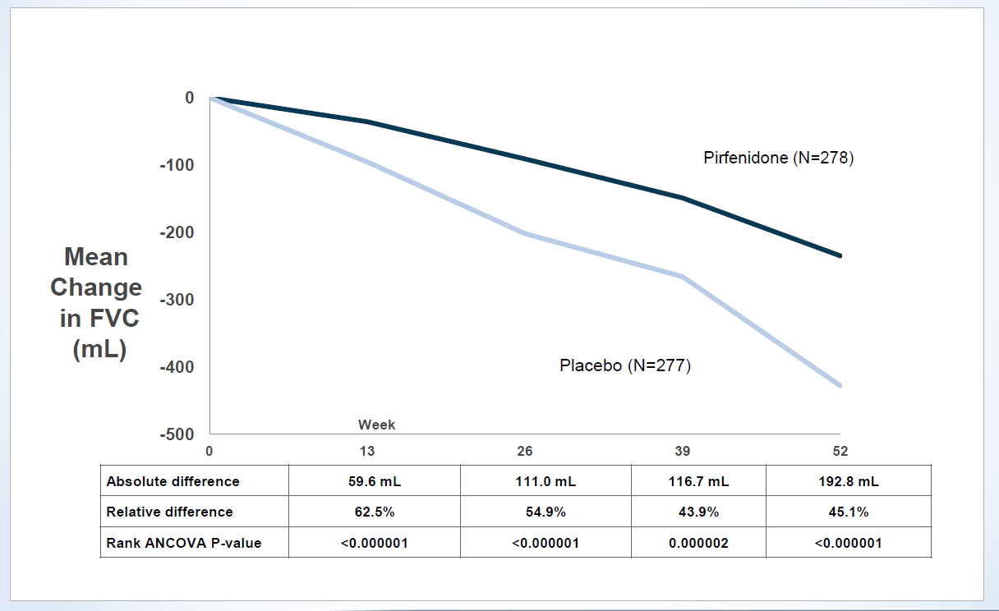 0
-100
-200
-300
-400
-500
Mean
Change
in FVC
(mL)
Pirfenidone (N=278)
Placebo (N=277)
Week
0 13 26 39 52
Absolute difference 59.6 mL 111.0 mL 116.7 mL 192.8 mL
Relative difference 62.5% 54.9% 43.9% 45.1%
Rank ANCOVA P-value <0.000001 <0.000001 0.000002 <0.000001